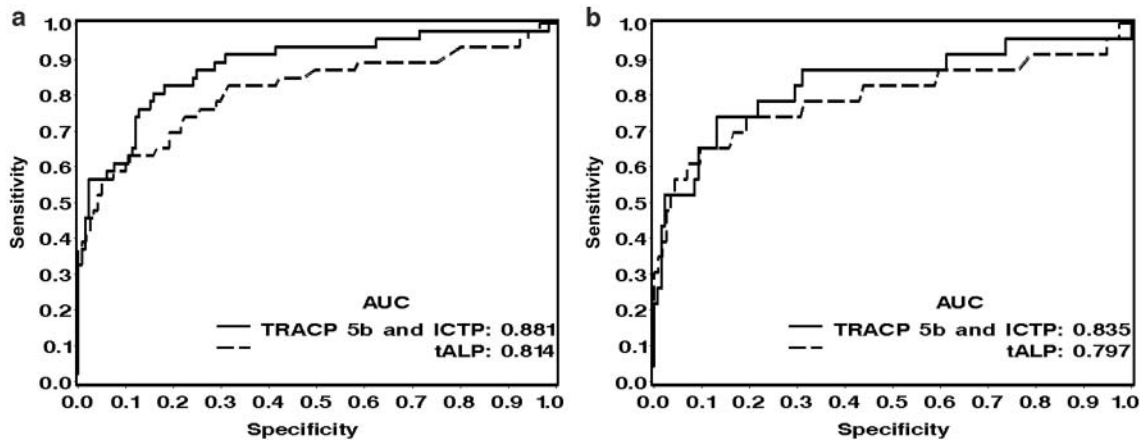 a
1.0
0.9
0.8
0.7
0.6
0.5
0.4
0.3
0.2
0.1
0.0
Sensitivity
AUC
TRACP 5b and ICTP: 0.881
tALP: 0.814
0.0 0.1 0.2 0.3 0.4 0.5 0.6 0.7 0.8 0.9 1.0
Specificity
b
1.0
0.9
0.8
0.7
0.6
0.5
0.4
0.3
0.2
0.1
0.0
Sensitivity
AUC
TRACP 5b and ICTP: 0.835
tALP: 0.797
0.0 0.1 0.2 0.3 0.4 0.5 0.6 0.7 0.8 0.9 1.0
Specificity